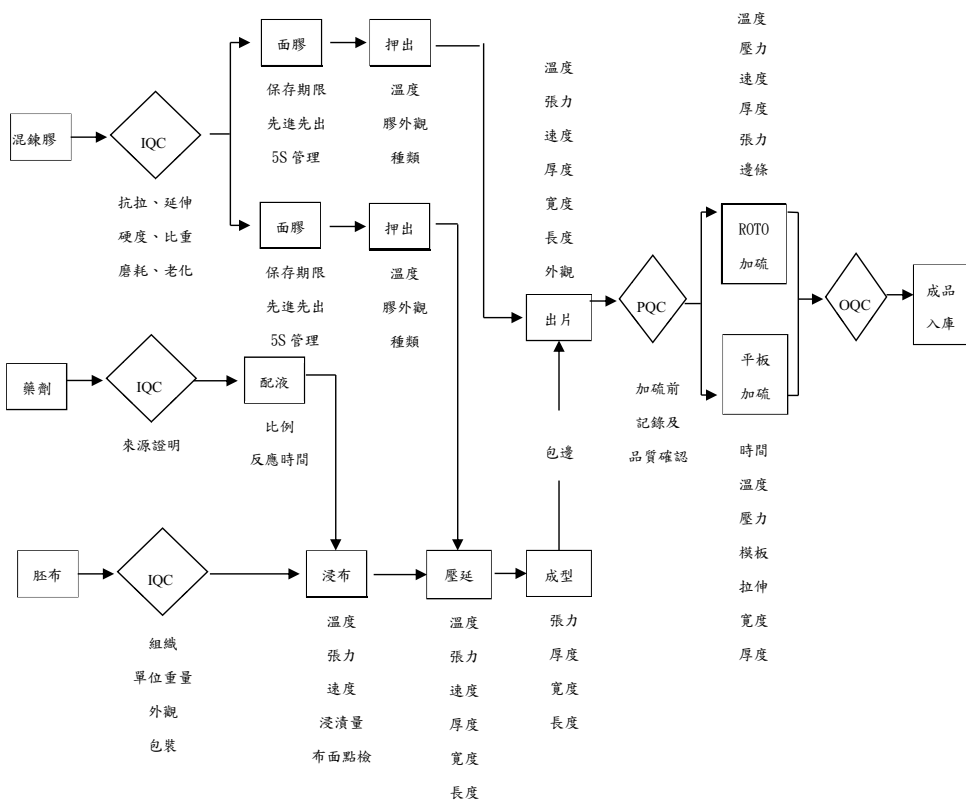 混鍊膠
IQC
抗拉、延伸
硬度、比重
磨耗、老化
面膠
保存期限
先進先出
5S 管理
押出
溫度
膠外觀
種類
面膠
保存期限
先進先出
5S 管理
押出
溫度
膠外觀
種類
藥劑
IQC
來源證明
配液
比例
反應時間
胚布
IQC
組織
單位重量
外觀
包裝
浸布
溫度
張力
速度
浸漬量
布面點檢
壓延
溫度
張力
速度
厚度
寬度
長度
成型
張力
厚度
寬度
長度
包邊
溫度
張力
速度
厚度
寬度
長度
外觀
出片
PQC
加硫前
記錄及
品質確認
溫度
壓力
速度
厚度
張力
邊條
ROTO
加硫
平板
加硫
時間
溫度
壓力
模板
拉伸
寬度
厚度
OQC
成品
入庫